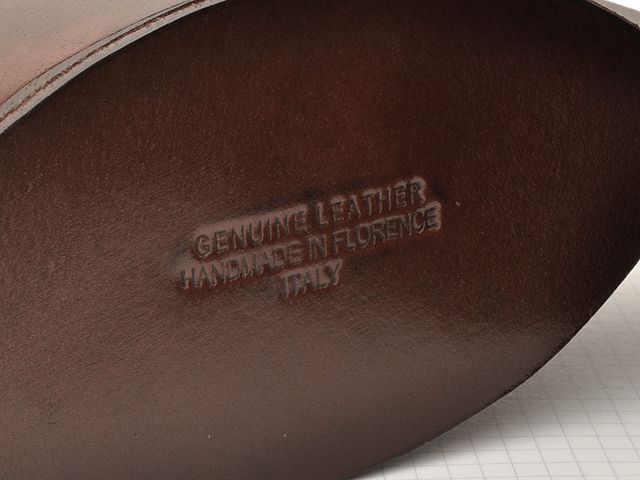 GENUINE LEATHER
HANDMADE IN FLORENCE
ITALY